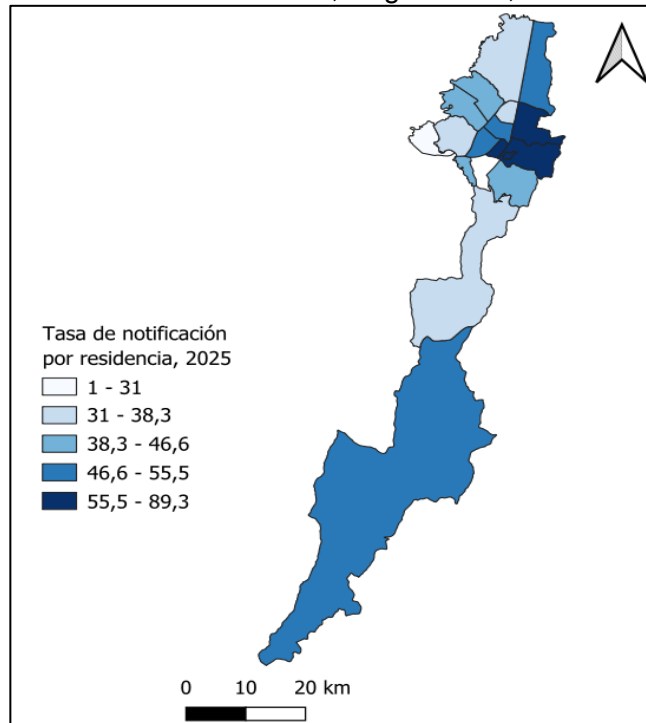 Tasa de notificación
por residencia, 2025
1 - 31
31 - 38,3
38,3 - 46,6
46,6 - 55,5
55,5 - 89,3
0 10 20 km